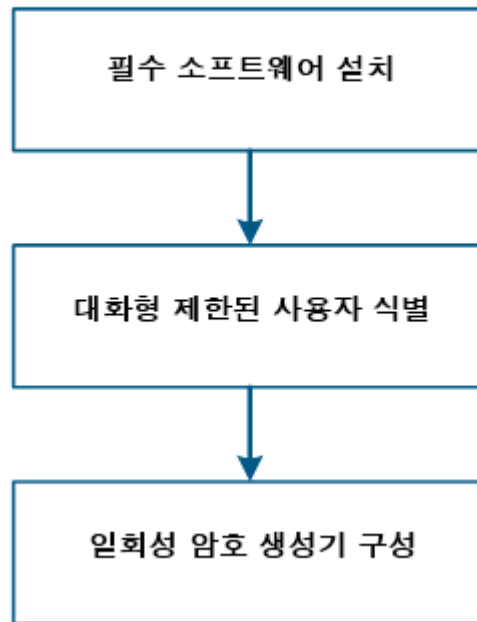 필수 소프트웨어 설치
대화형 제한된 사용자 식별
일회성 암호 생성기 구성